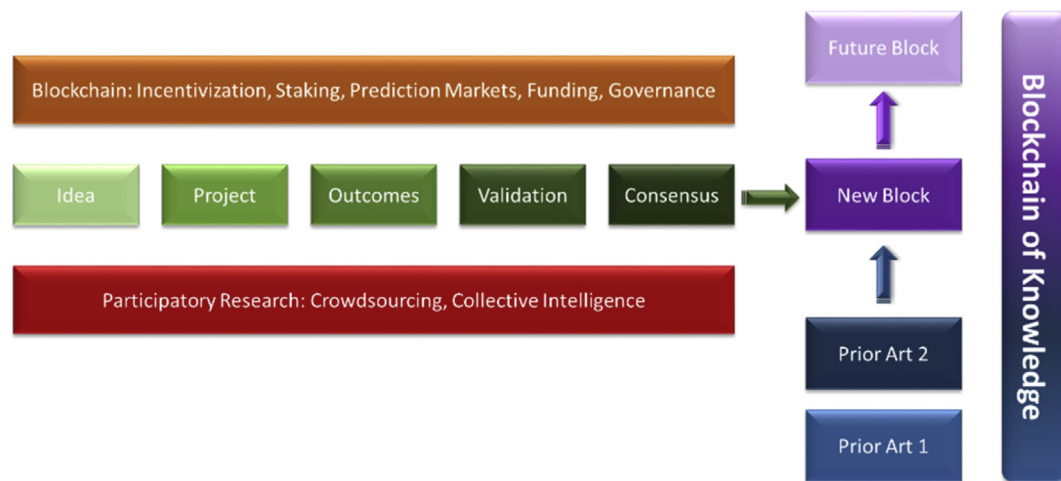 Blockchain: Incentivization, Staking, Prediction Markets, Funding, Governance
Idea
Project
Outcomes
Validation
Consensus
Participatory Research: Crowdsourcing, Collective Intelligence
Future Block
New Block
Prior Art 2
Prior Art 1
Blockchain of Knowledge